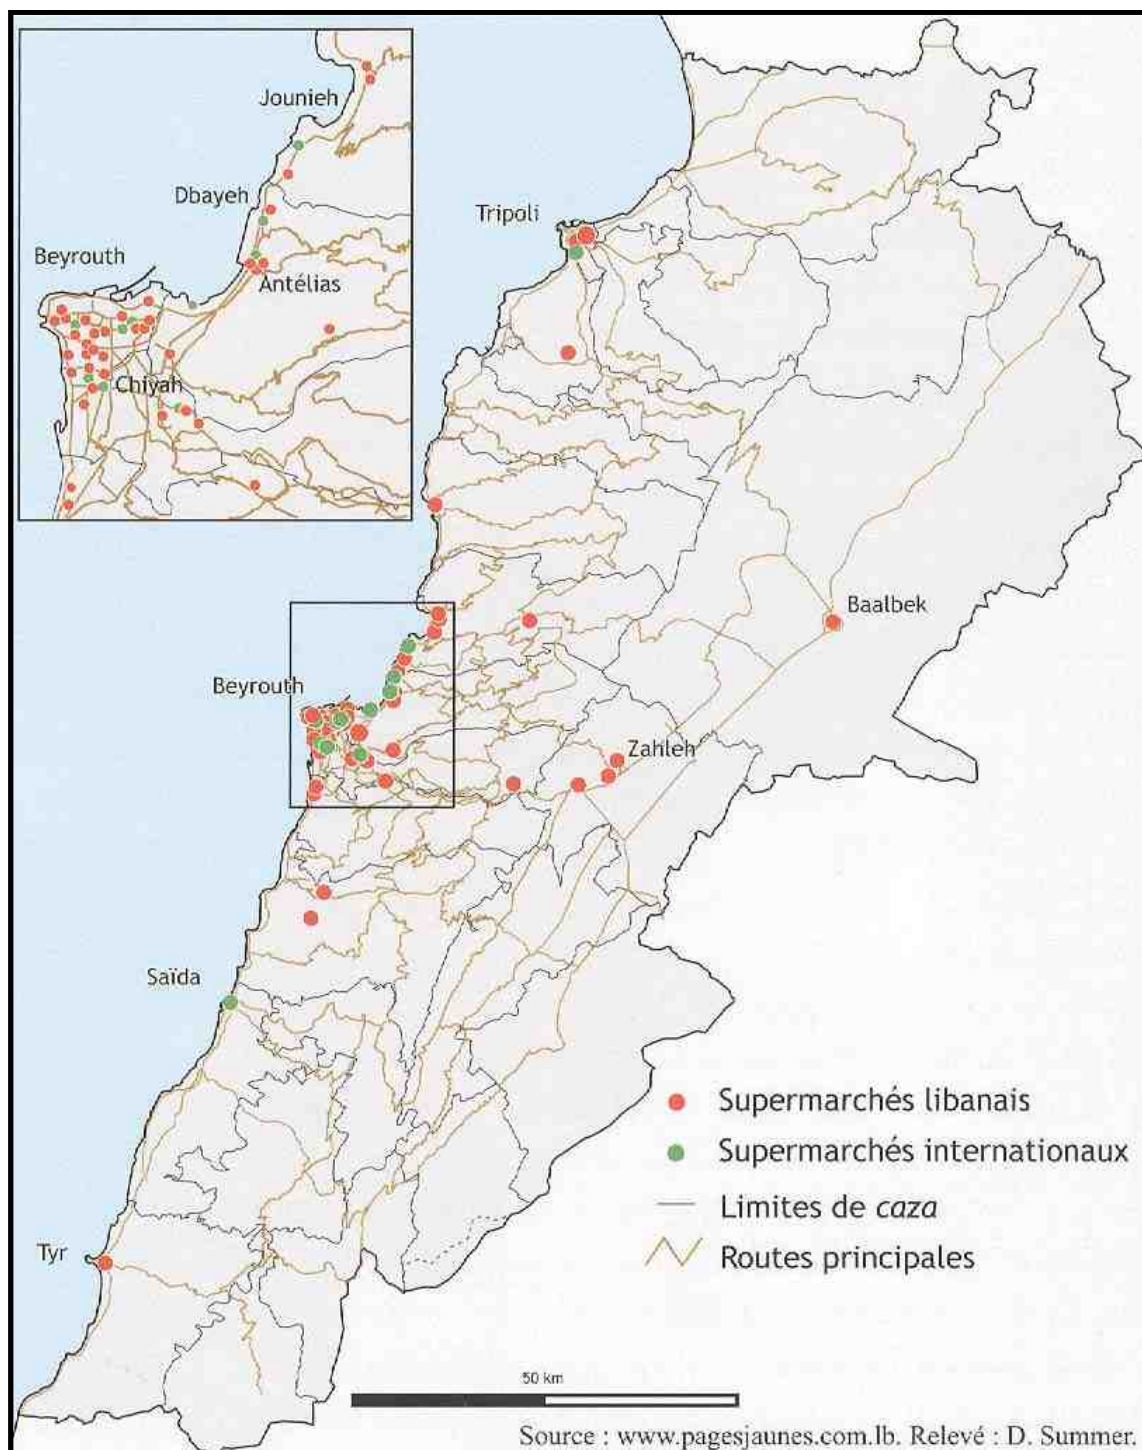 Jounieh
Dbayeh
Beyrouth
Antélias
Chiyah
Tripoli
Baalbek
Beyrouth
Zahleh
Saïda
Supermarchés libanais
Supermarchés internationaux
Limites de caza
Tyr
Routes principales
50 km
Source : www.pagesjaunes.com.lb. Relevé : D. Summer.